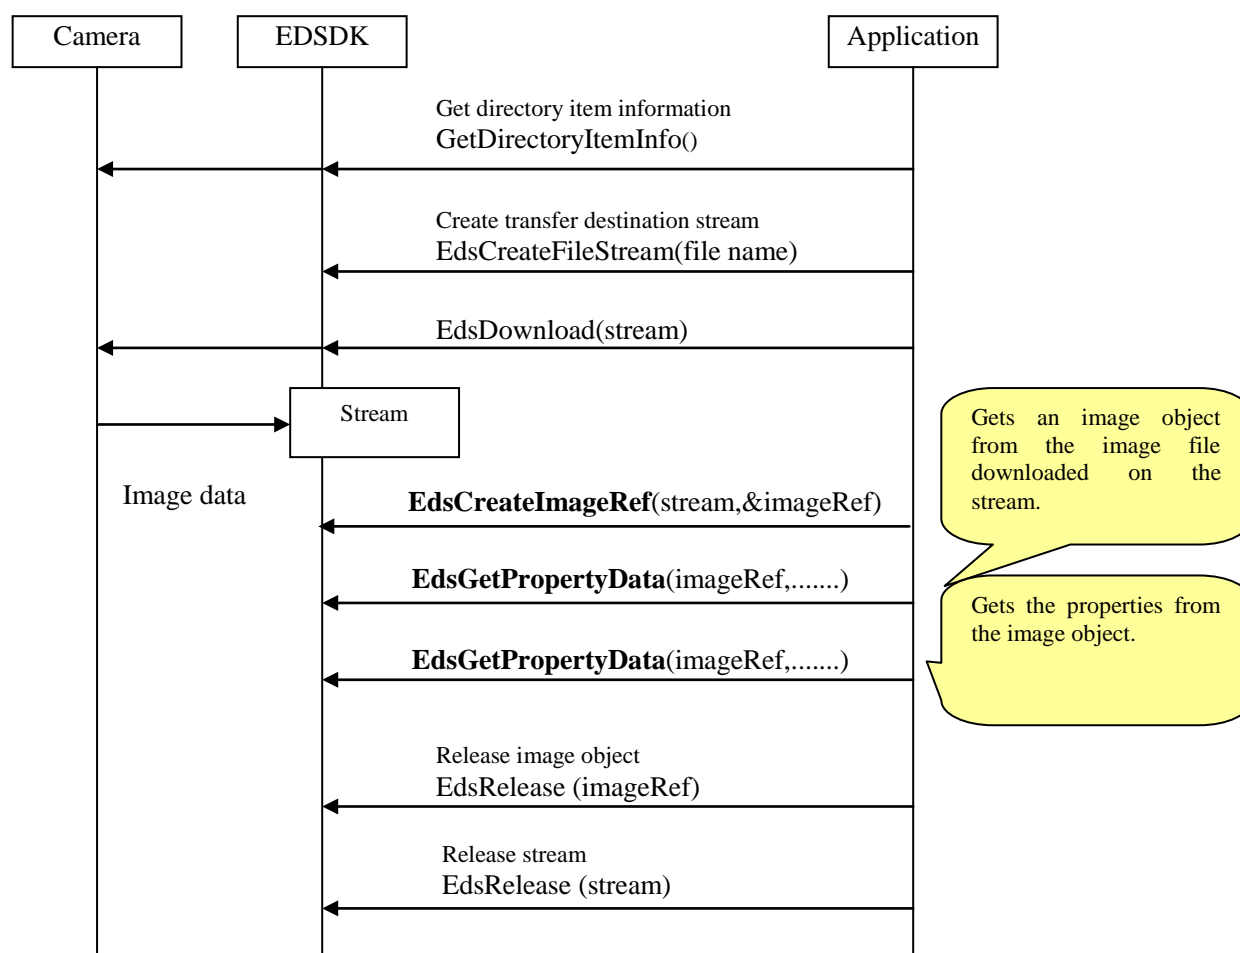 Camera
EDSDK
Application
Get directory item information
GetDirectoryItemInfo()
Create transfer destination stream
EdsCreateFileStream(file name)
EdsDownload(stream)
Stream
Image data
Gets an image object
from the image file
downloaded on the
stream.
EdsCreateImageRef(stream,&imageRef)
EdsGetPropertyData(imageRef,.......)
Gets the properties from
the image object.
EdsGetPropertyData(imageRef,.......)
Release image object
EdsRelease (imageRef)
Release stream
EdsRelease (stream)